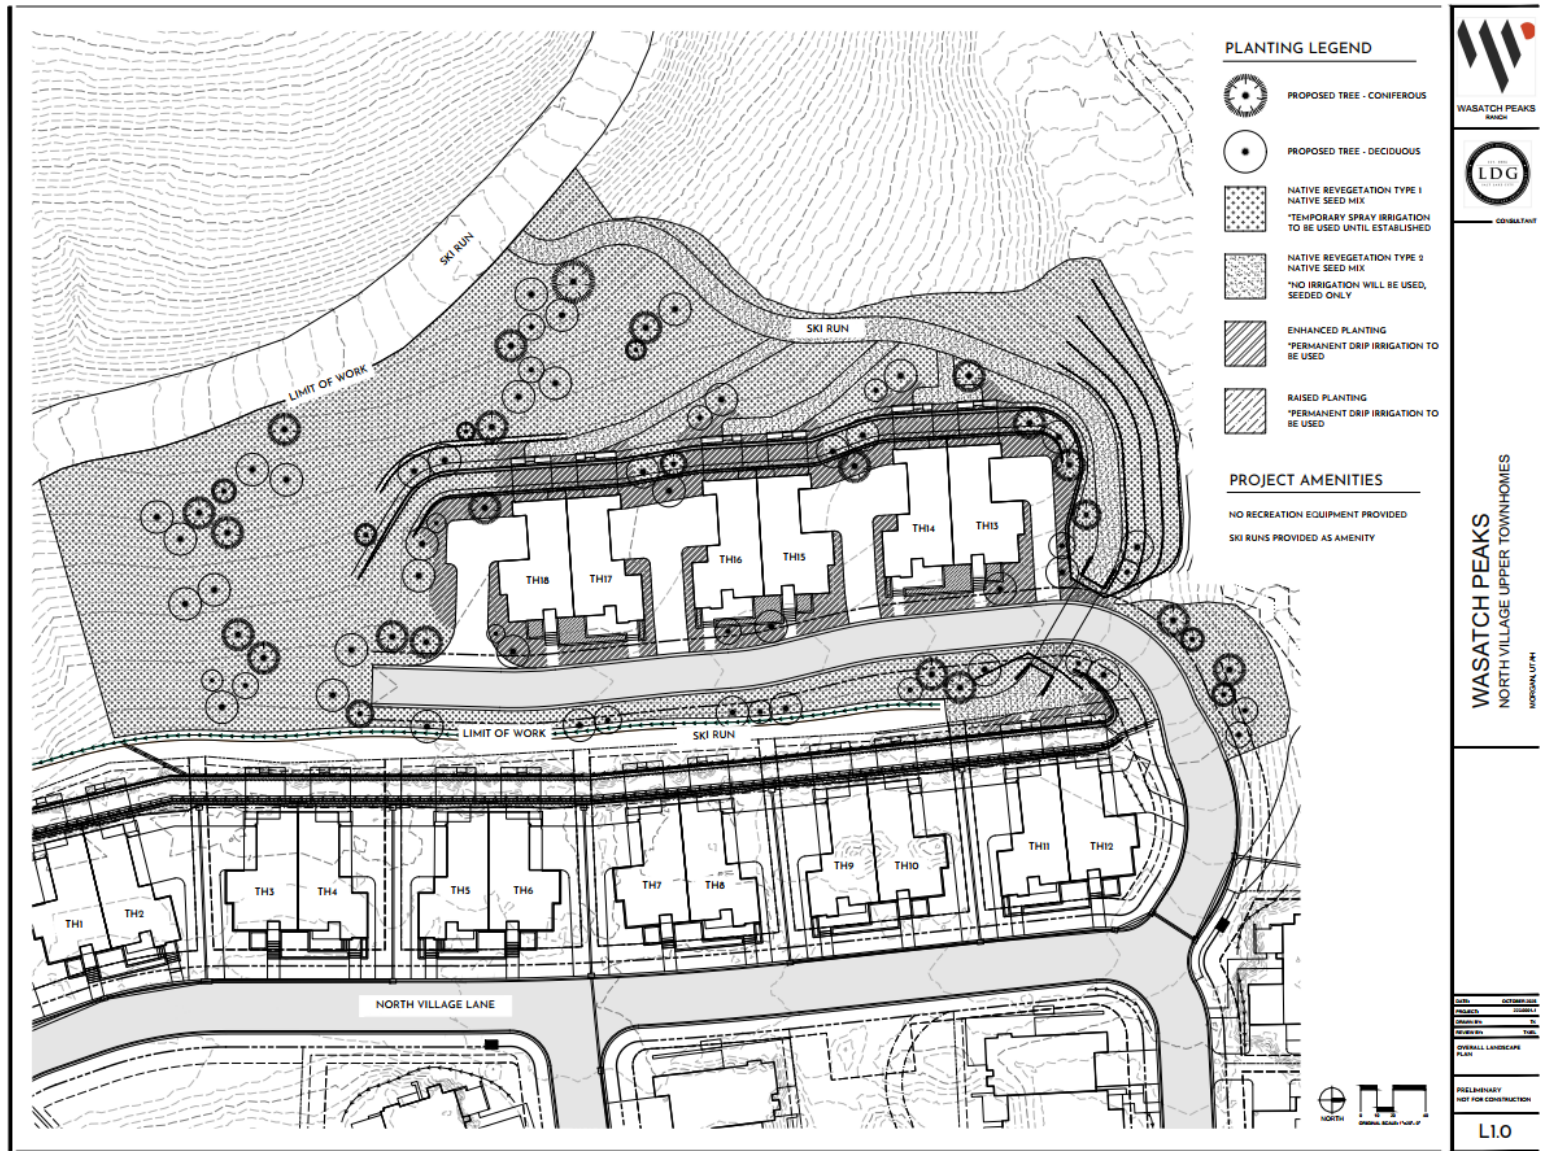 PLANTING LEGEND
PROPOSED TREE - CONIFEROUS
PROPOSED TREE - DECIDUOUS
NATIVE REVEGETATION TYPE 1
NATIVE SEED MIX
*TEMPORARY SPRAY IRRIGATION
TO BE USED UNTIL ESTABLISHED
NATIVE REVEGETATION TYPE 2
NATIVE SEED MIX
*NO IRRIGATION WILL BE USED,
SEEDED ONLY
ENHANCED PLANTING
*PERMANENT DRIP IRRIGATION TO
BE USED
RAISED PLANTING
*PERMANENT DRIP IRRIGATION TO
BE USED
PROJECT AMENITIES
NO RECREATION EQUIPMENT PROVIDED
SKI RUNS PROVIDED AS AMENITY
SKI RUN
SKI RUN
LIMIT OF WORK
TH18
TH17
TH16
TH15
TH14
TH13
LIMIT OF WORK
SKI RUN
TH1
TH2
TH3
TH4
TH5
TH6
TH7
TH8
TH9
TH10
TH11
TH12
NORTH VILLAGE LANE
NORTH
WASATCH PEAKS
RANCH
LDG
CONSULTANT
WASATCH PEAKS
NORTH VILLAGE UPPER TOWNHOMES
MORGAN, UTAH
DATE:
PROJECT:
OVERALL LANDSCAPE
PLAN
PRELIMINARY
NOT FOR CONSTRUCTION
L1.0